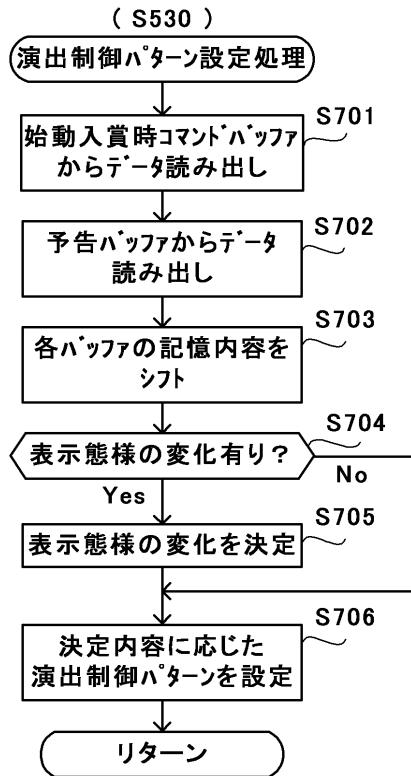 ( S530 )
演出制御ﾊﾟﾀｰﾝ設定処理
S701
始動入賞時ｺﾏﾝﾄﾞﾊﾞｯﾌｧ
からﾃﾞｰﾀ読み出し
S702
予告ﾊﾞｯﾌｧからﾃﾞｰﾀ
読み出し
S703
各ﾊﾞｯﾌｧの記憶内容を
ｼﾌﾄ
S704
表示態様の変化有り？
No
Yes
S705
表示態様の変化を決定
S706
決定内容に応じた
演出制御ﾊﾟﾀｰﾝを設定
リターン